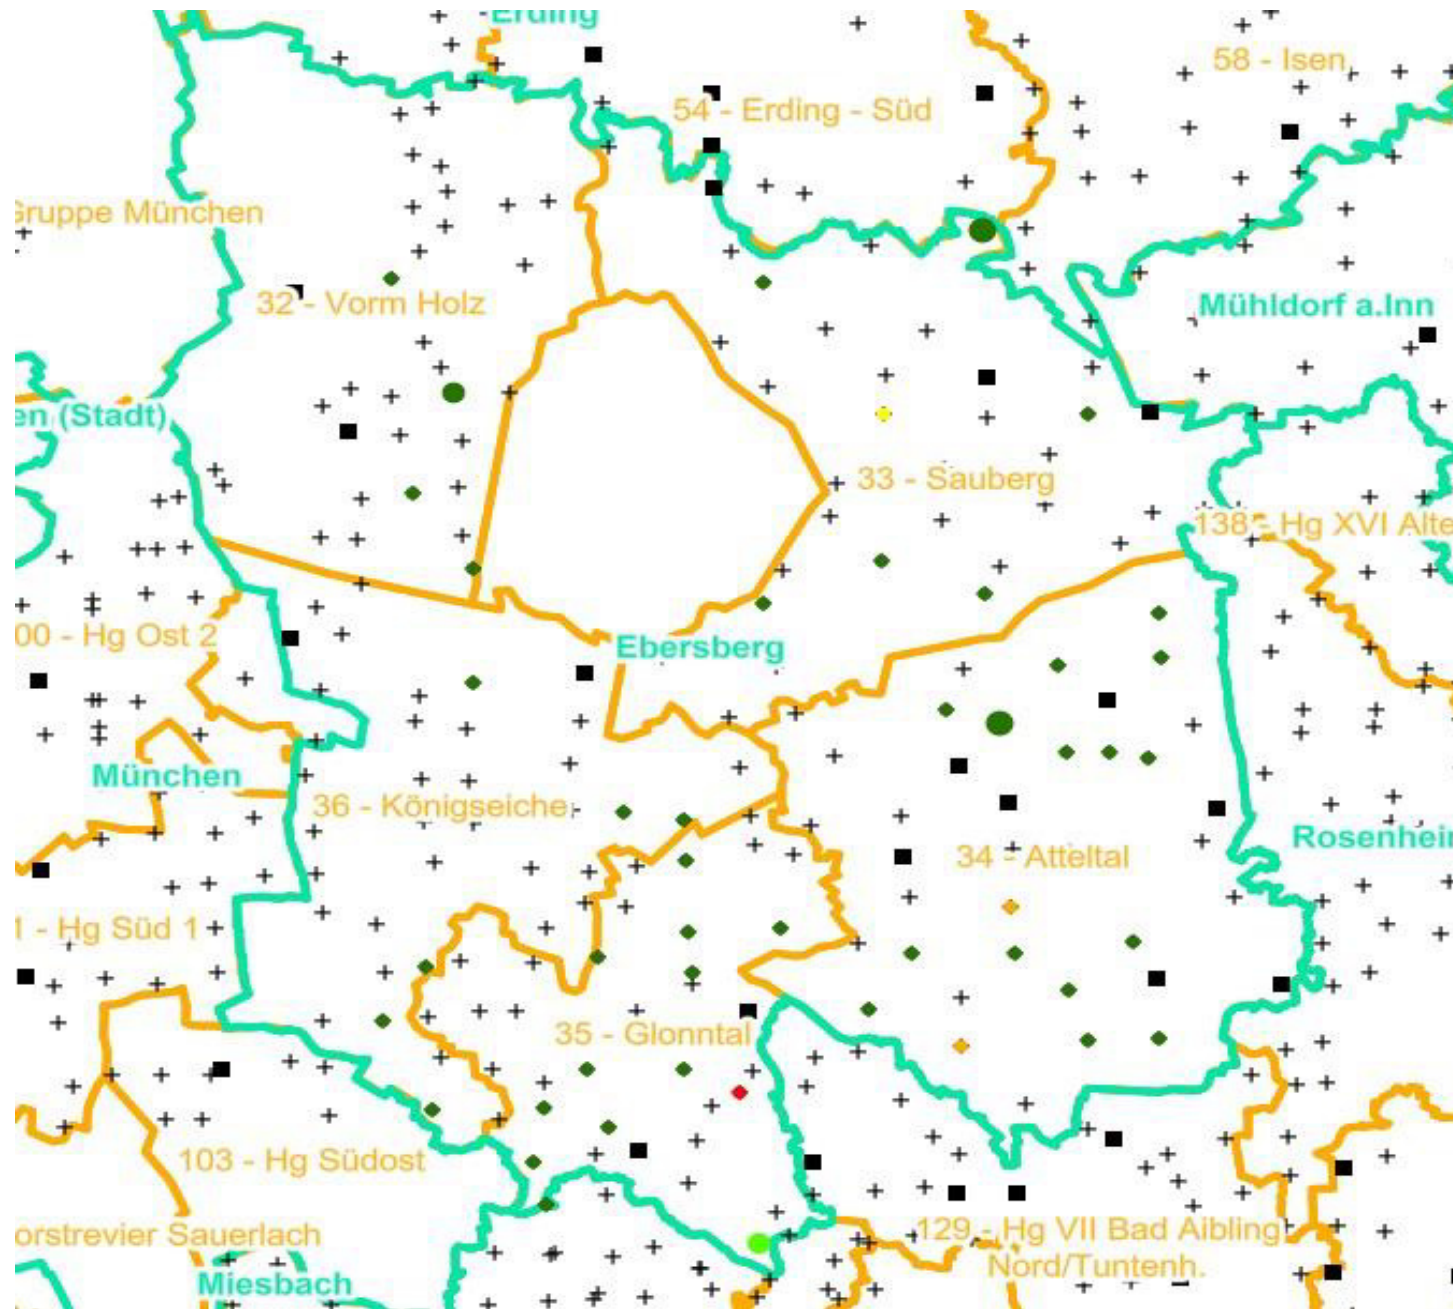 Erding
58 - Isen
54 - Erding - Süd
Gruppe München
32 - Vorm Holz
Mühldorf a.Inn
en (Stadt)
33 - Sauberg
138 - Hg XVI Alte
00 - Hg Ost 2
Ebersberg
München
36 - Königseiche
Rosenhei
34 - Atteltal
1 - Hg Süd 1
35 - Glonntal
103 - Hg Südost
orstrevier Sauerlach
129 - Hg VII Bad Aibling
Nord/Tuntenh.
Miesbach